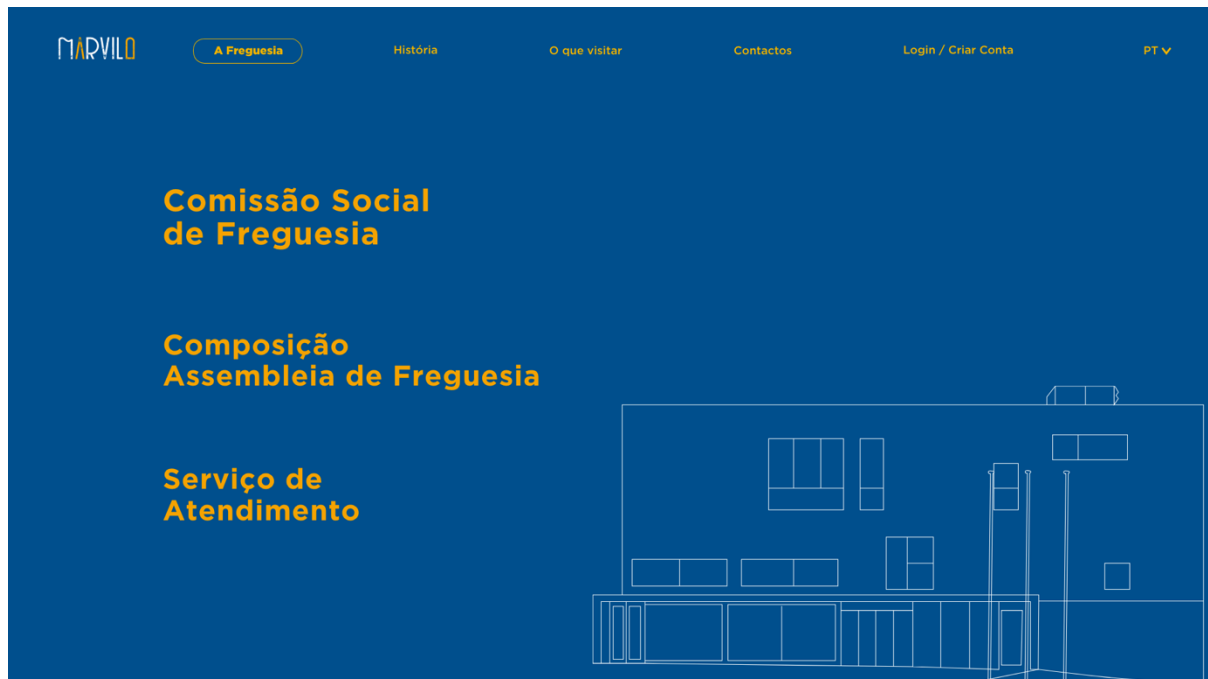 MARVILO
A Freguesia
História
O que visitar
Contactos
Login / Criar Conta
PT
Comissão Social
de Freguesia
Composição
Assembleia de Freguesia
Serviço de
Atendimento